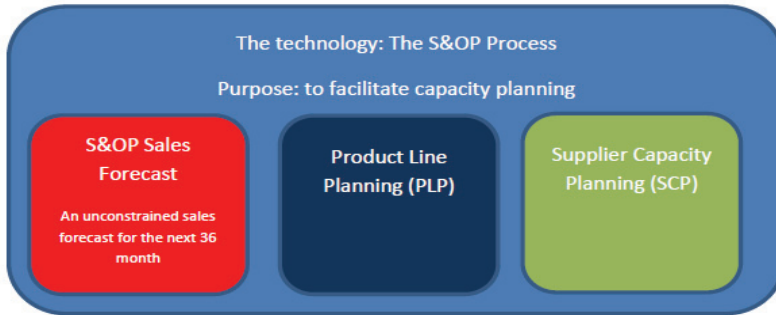 The technology: The S&OP Process
Purpose: to facilitate capacity planning
S&OP Sales
Forecast
An unconstrained sales
forecast for the next 36
month
Product Line
Planning (PLP)
Supplier Capacity
Planning (SCP)